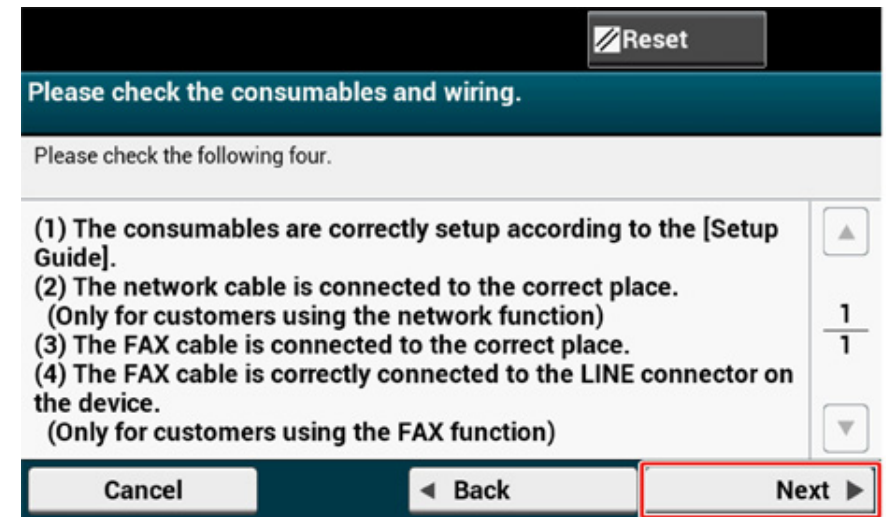 Reset
Please check the consumables and wiring.
Please check the following four.
(1) The consumables are correctly setup according to the [Setup
Guide].
(2) The network cable is connected to the correct place.
(Only for customers using the network function)
(3) The FAX cable is connected to the correct place.
(4) The FAX cable is correctly connected to the LINE connector on
the device.
(Only for customers using the FAX function)
1
1
Cancel
Back
Next